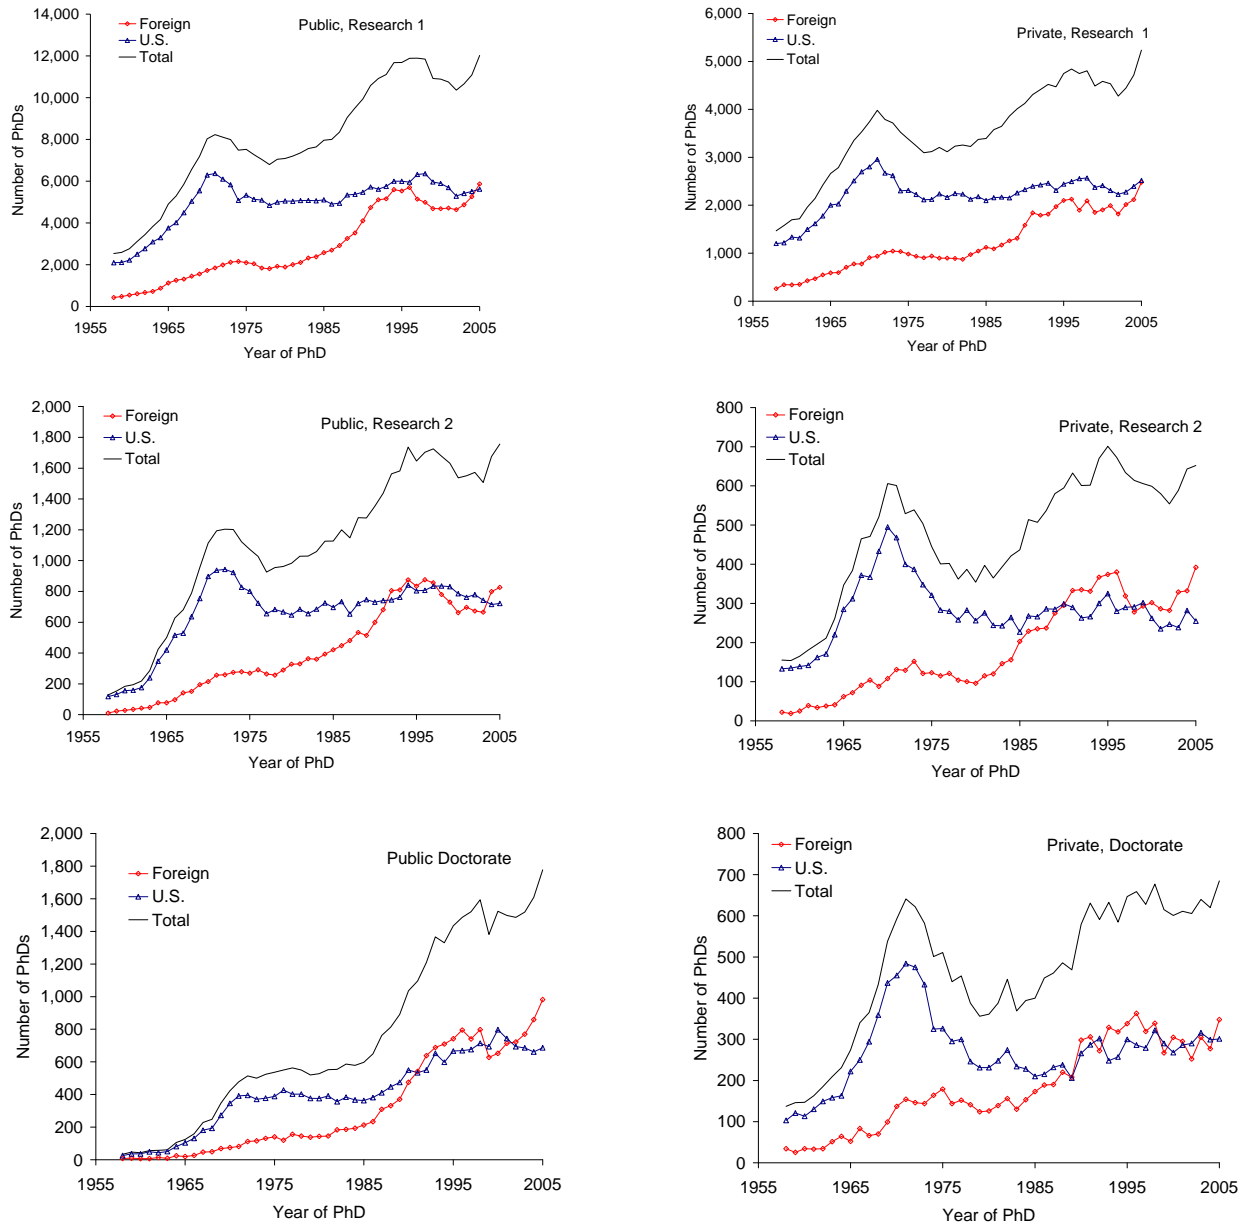 Public, Research 1
Foreign
U.S.
Total
Number of PhDs
14,000
12,000
10,000
8,000
6,000
4,000
2,000
0
1955 1965 1975 1985 1995 2005
Year of PhD
Private, Research 1
Foreign
U.S.
Total
Number of PhDs
6,000
5,000
4,000
3,000
2,000
1,000
0
1955 1965 1975 1985 1995 2005
Year of PhD
Public, Research 2
Foreign
U.S.
Total
Number of PhDs
2,000
1,800
1,600
1,400
1,200
1,000
800
600
400
200
0
1955 1965 1975 1985 1995 2005
Year of PhD
Private, Research 2
Foreign
U.S.
Total
Number of PhDs
800
700
600
500
400
300
200
100
0
1955 1965 1975 1985 1995 2005
Year of PhD
Public Doctorate
Foreign
U.S.
Total
Number of PhDs
2,000
1,800
1,600
1,400
1,200
1,000
800
600
400
200
0
1955 1965 1975 1985 1995 2005
Year of PhD
Private, Doctorate
Foreign
U.S.
Total
Number of PhDs
800
700
600
500
400
300
200
100
0
1955 1965 1975 1985 1995 2005
Year of PhD